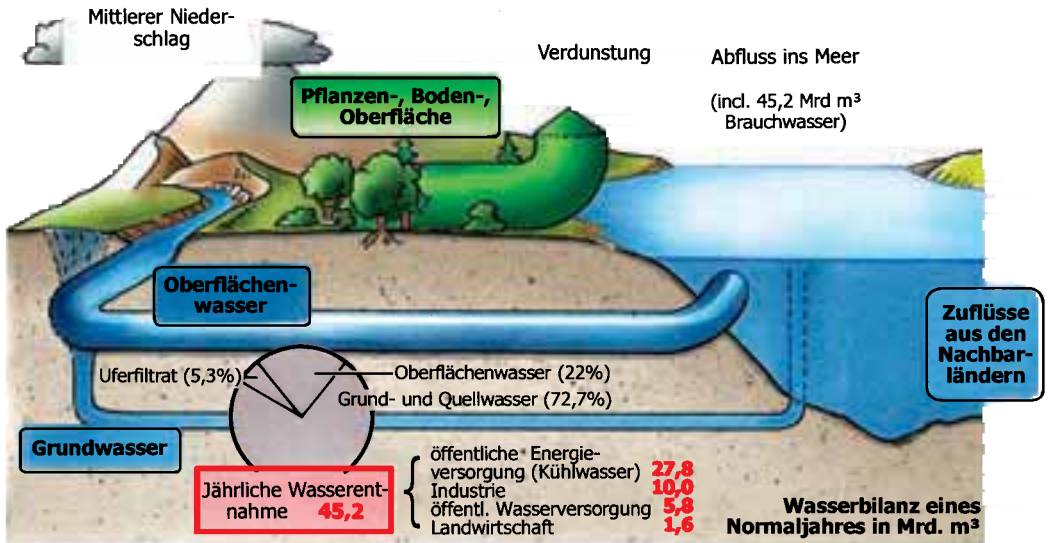 Mittlerer Nieder-
schlag
Verdunstung
Abfluss ins Meer
(incl. 45,2 Mrd m³
Brauchwasser)
Pflanzen-, Boden-,
Oberfläche
Oberflächen-
wasser
Zuflüsse
aus den
Nachbar-
ländern
Uferfiltrat (5,3%)
Oberflächenwasser (22%)
Grund- und Quellwasser (72,7%)
Grundwasser
Jährliche Wasserent-
nahme 45,2
öffentliche Energie-
versorgung (Kühlwasser) 27,8
Industrie 10,0
öffentl. Wasserversorgung 5,8
Landwirtschaft 1,6
Wasserbilanz eines
Normaljahres in Mrd. m³